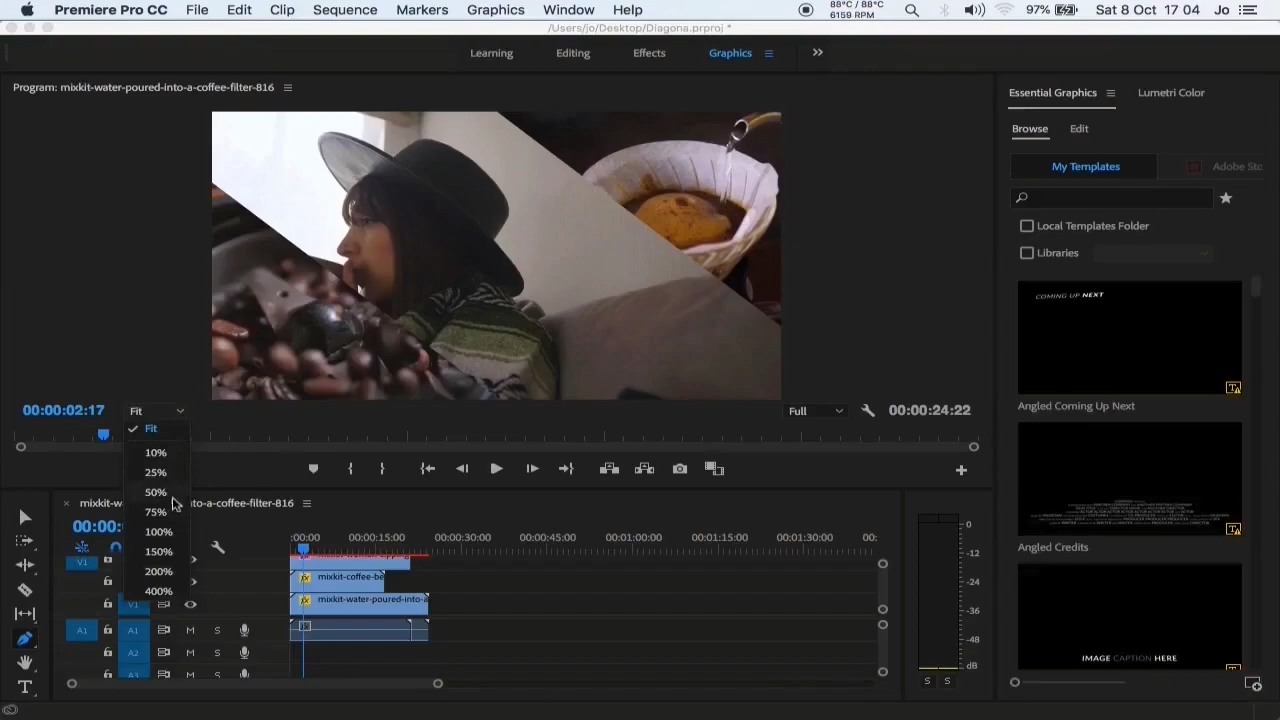 Premiere Pro CC File Edit Clip Sequence Markers Graphics Window Help 88°C / 88°C 97% Sat 8 Oct 17 04 Jo
6159 RPM
/Users/jo/Desktop/Diagona.prproj *
Learning Editing Effects Graphics
Program: mixkit-water-poured-into-a-coffee-filter-816
Essential Graphics Lumetri Color
Browse Edit
My Templates Adobe Sto
Local Templates Folder
Libraries
COMING UP NEXT
Angled Coming Up Next
00:00:02:17 Fit Full 00:00:24:22
Fit
10%
25%
50%
75%
100%
150%
200%
400%
Angled Credits
IMAGE CAPTION HERE
mixkit-w into-a-coffee-filter-816
00:00:
:00:00 00:00:15:00 00:00:30:00 00:00:45:00 00:01:00:00 00:01:15:00 00:01:30:00 00:
V1
fx mixkit-coffee-be
V1 fx mixkit-water-poured-into-a
A1 A1 M S
A2 M S
A3 M S
0
-12
-24
-36
-48
dB
S S